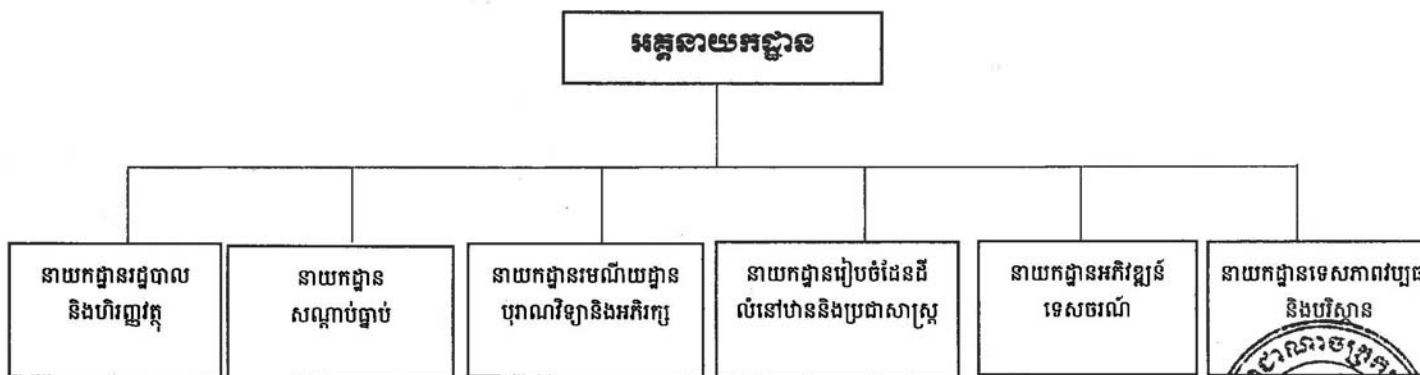 អគ្គនាយកដ្ឋាន
នាយកដ្ឋានរដ្ឋបាល
និងហិរញ្ញវត្ថុ
នាយកដ្ឋាន
សណ្តាប់ធ្នាប់
នាយកដ្ឋានរមណីយដ្ឋាន
បុរាណវិទ្យានិងអភិរក្ស
នាយកដ្ឋានរៀបចំដែនដី
លំនៅឋាននិងប្រជាសាស្ត្រ
នាយកដ្ឋានអភិវឌ្ឍន៍
ទេសចរណ៍
នាយកដ្ឋានទេសភាពវប្បធ
និងបរិស្ថាន